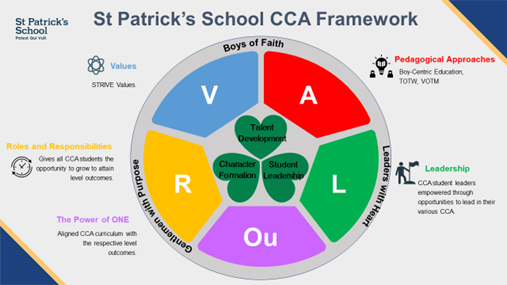 St Patrick's School CCA Framework
St Patrick's
School
Potest Qui Vult
Boys of Faith
Values
STRIVE Values.
Pedagogical Approaches
Boy-Centric Education,
TOTW, VOTM
V
A
Talent
Development
Roles and Responsibilities
Gives all CCA students the
opportunity to grow to attain
level outcomes.
Character
Formation
Student
Leadership
R
L
Leadership
CCA student leaders
empowered through
opportunities to lead in their
various CCA.
Gentlemen with Purpose
Leaders with Heart
The Power of ONE
Aligned CCA curriculum with
the respective level
outcomes.
Ou